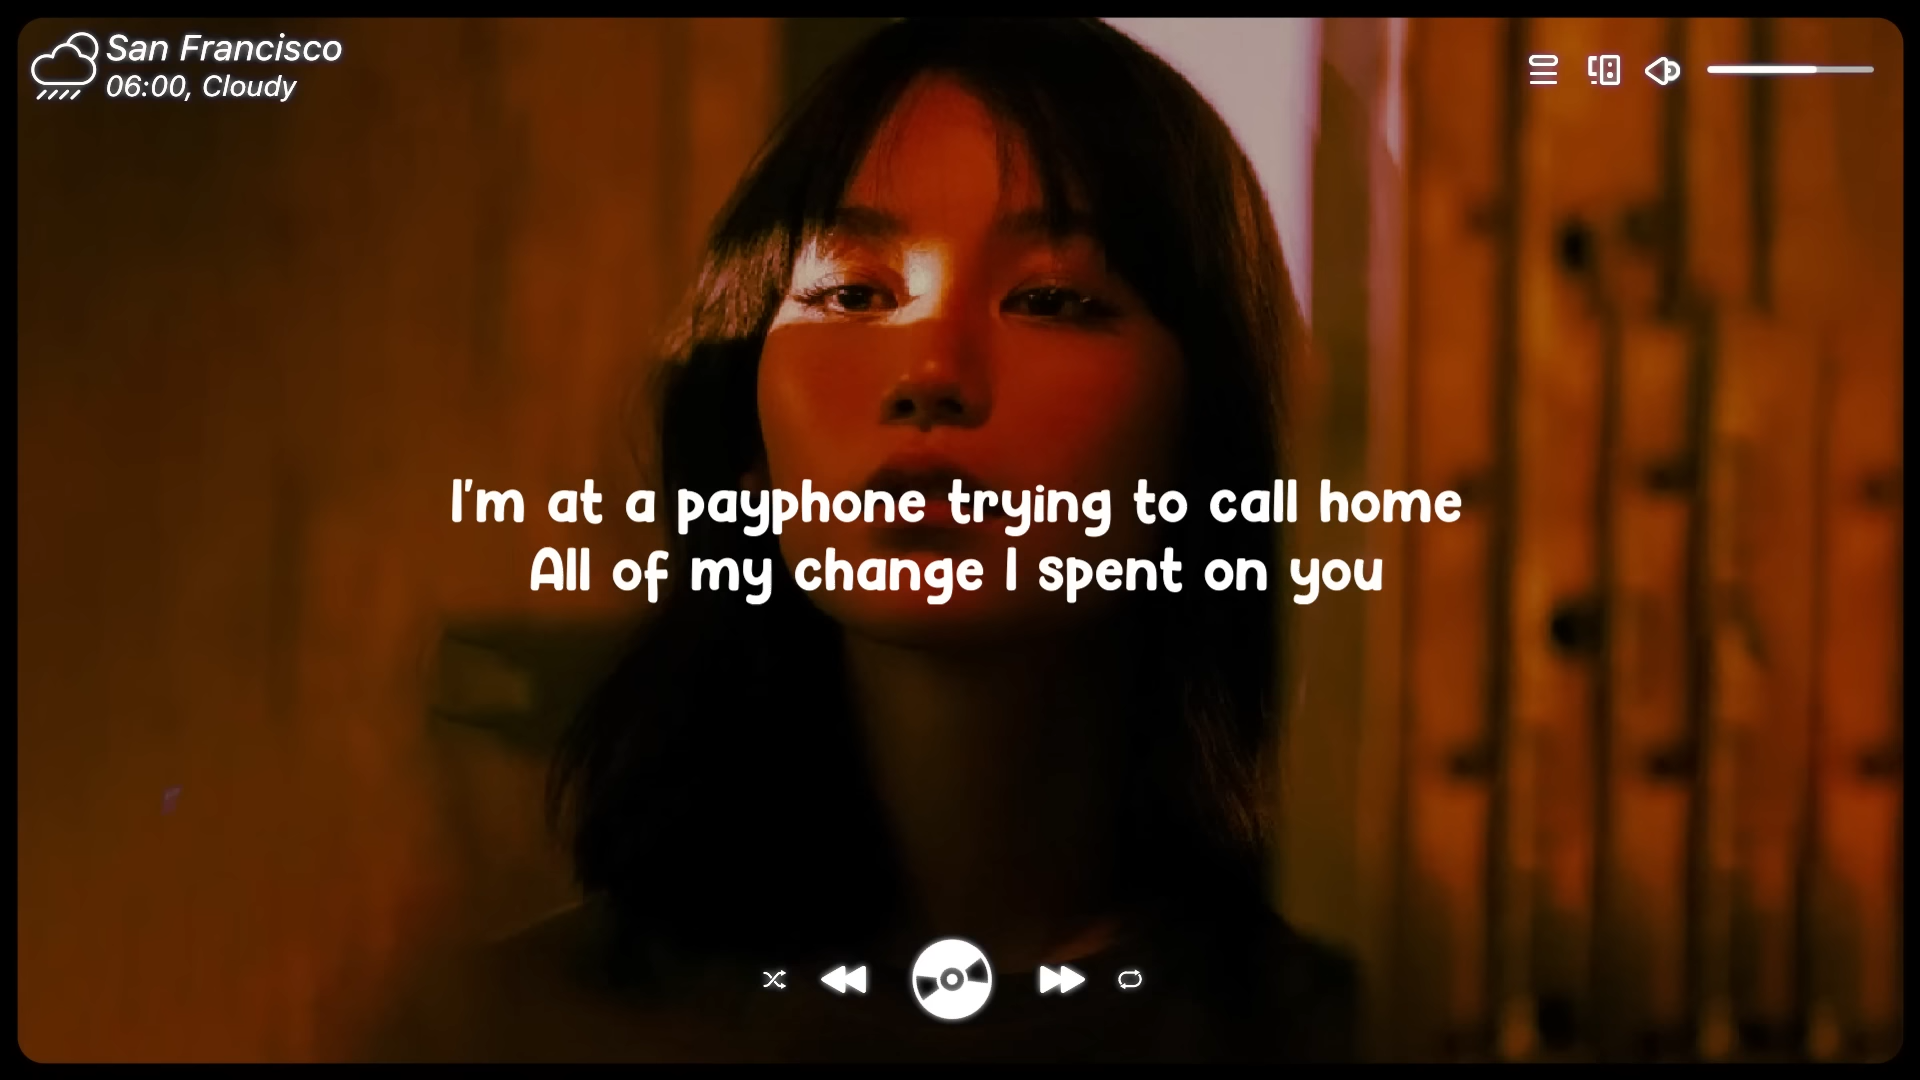 San Francisco
06:00, Cloudy
I'm at a payphone trying to call home
All of my change I spent on you